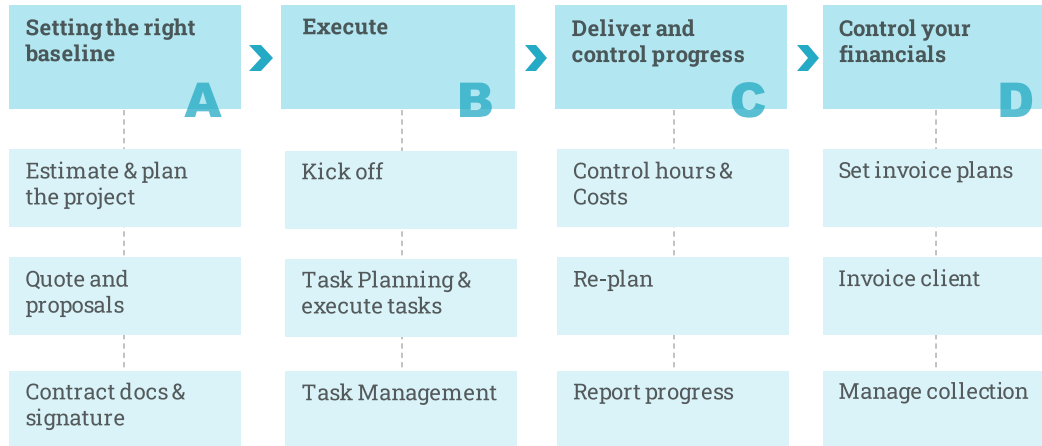 Setting the right
baseline
A
Estimate & plan
the project
Quote and
proposals
Contract docs &
signature
Execute
B
Kick off
Task Planning &
execute tasks
Task Management
Deliver and
control progress
C
Control hours &
Costs
Re-plan
Report progress
Control your
financials
D
Set invoice plans
Invoice client
Manage collection